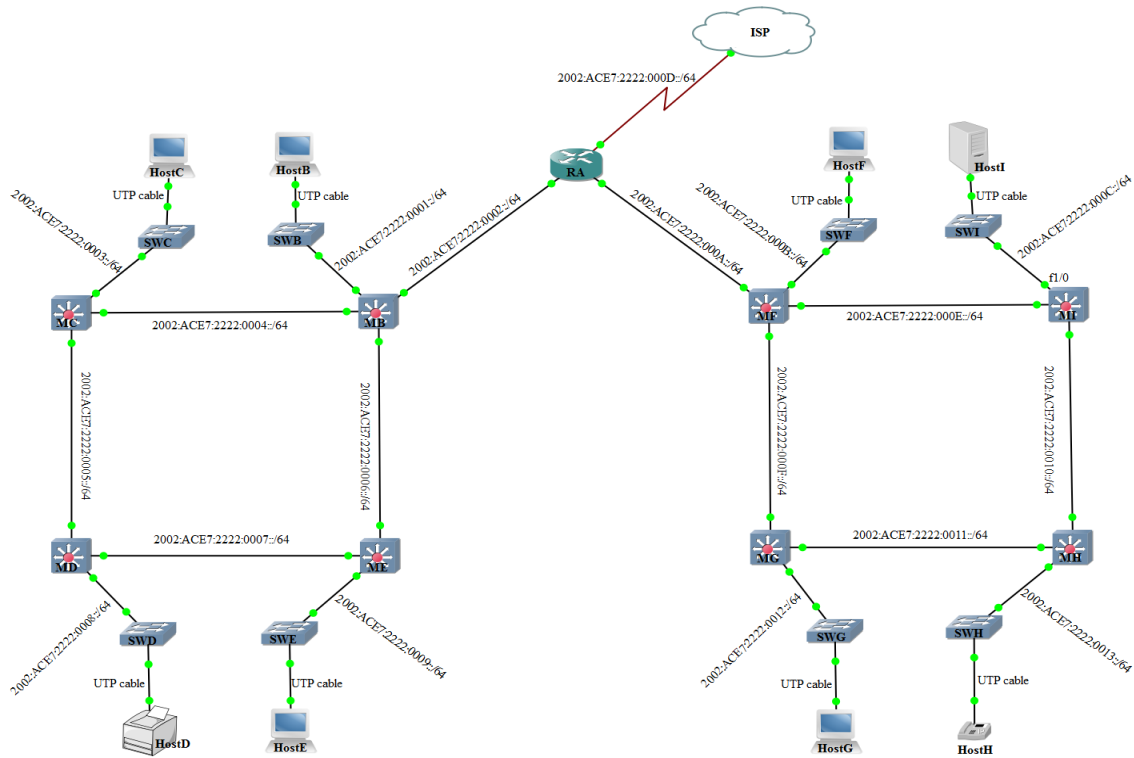 ISP
2002:ACE7:2222:000D::/64
HostC
HostB
RA
HostF
HostI
UTP cable
UTP cable
UTP cable
UTP cable
2002:ACE7:2222:0003::/64
SWC
SWB
2002:ACE7:2222:0001::/64
2002:ACE7:2222:0002::/64
2002:ACE7:2222:000A::/64
2002:ACE7:2222:000B::/64
SWF
SWI
2002:ACE7:2222:000C::/64
f1/0
MC
2002:ACE7:2222:0004::/64
MB
MF
2002:ACE7:2222:000E::/64
MI
2002:ACE7:2222:0005::/64
2002:ACE7:2222:0006::/64
2002:ACE7:2222:000F::/64
2002:ACE7:2222:0010::/64
MD
2002:ACE7:2222:0007::/64
ME
MG
2002:ACE7:2222:0011::/64
MH
2002:ACE7:2222:0008::/64
SWD
SWE
2002:ACE7:2222:0009::/64
2002:ACE7:2222:0012::/64
SWG
SWH
2002:ACE7:2222:0013::/64
UTP cable
UTP cable
UTP cable
UTP cable
HostD
HostE
HostG
HostH